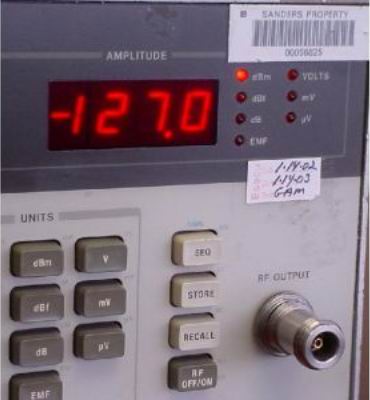 SANDERS PROPERTY
00058825
AMPLITUDE
-127.0
dBm
VOLTS
dBf
mV
dB
µV
EMF
1-14-02
1-14-03
GAM
UNITS
dBm
V
SEQ
dBf
mV
STORE
RF OUTPUT
dB
µV
RECALL
EMF
RF
OFF/ON